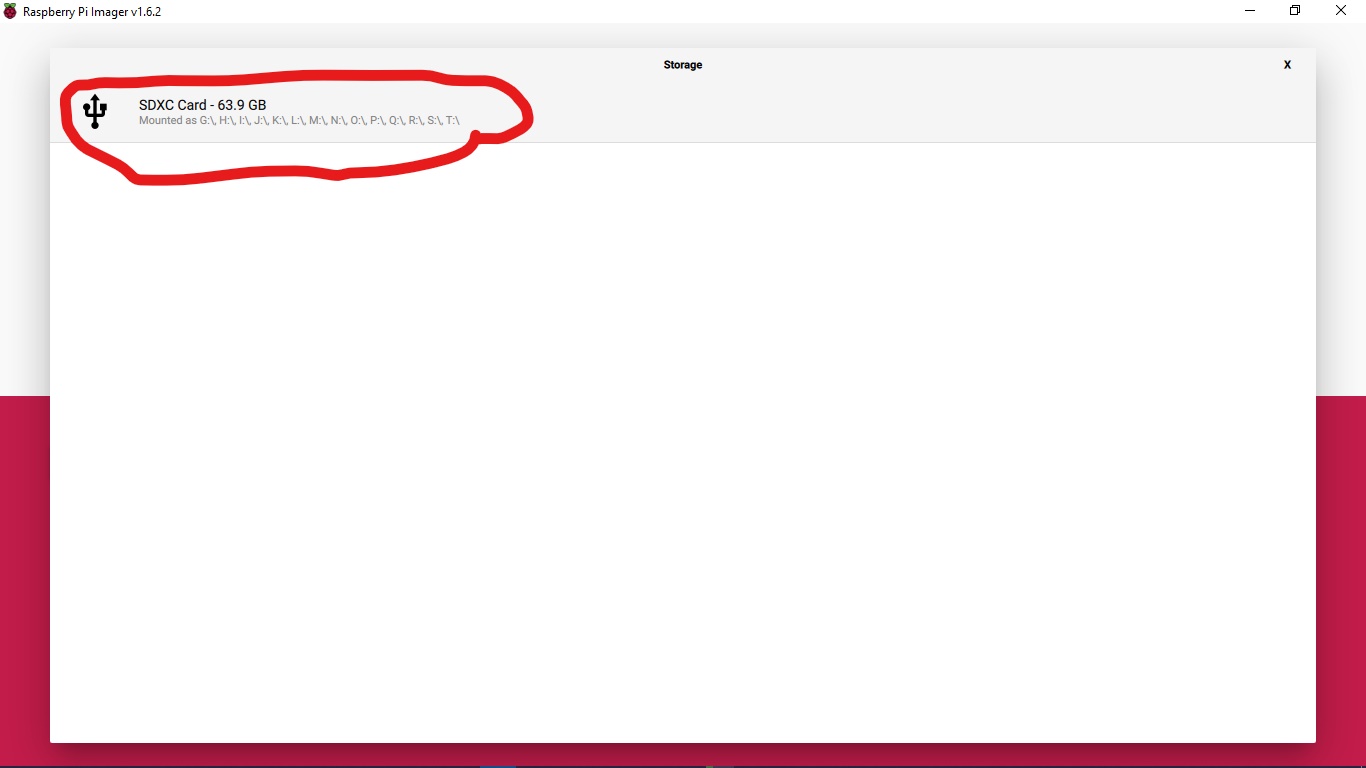 Raspberry Pi Imager v1.6.2
Storage
X
SDXC Card - 63.9 GB
Mounted as G:\, H:\, I:\, J:\, K:\, L:\, M:\, N:\, O:\, P:\, Q:\, R:\, S:\, T:\